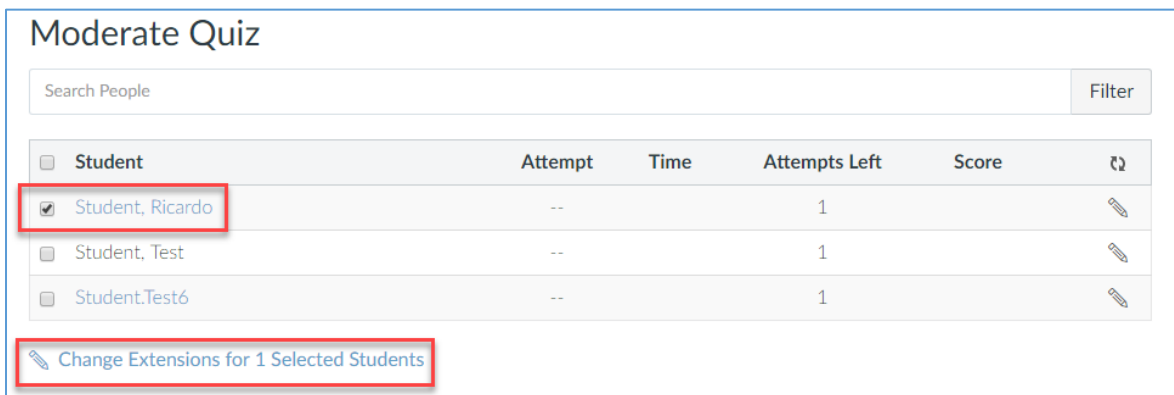 Moderate Quiz
Search People Filter
Student Attempt Time Attempts Left Score
Student, Ricardo -- 1
Student, Test -- 1
Student.Test6 -- 1
Change Extensions for 1 Selected Students